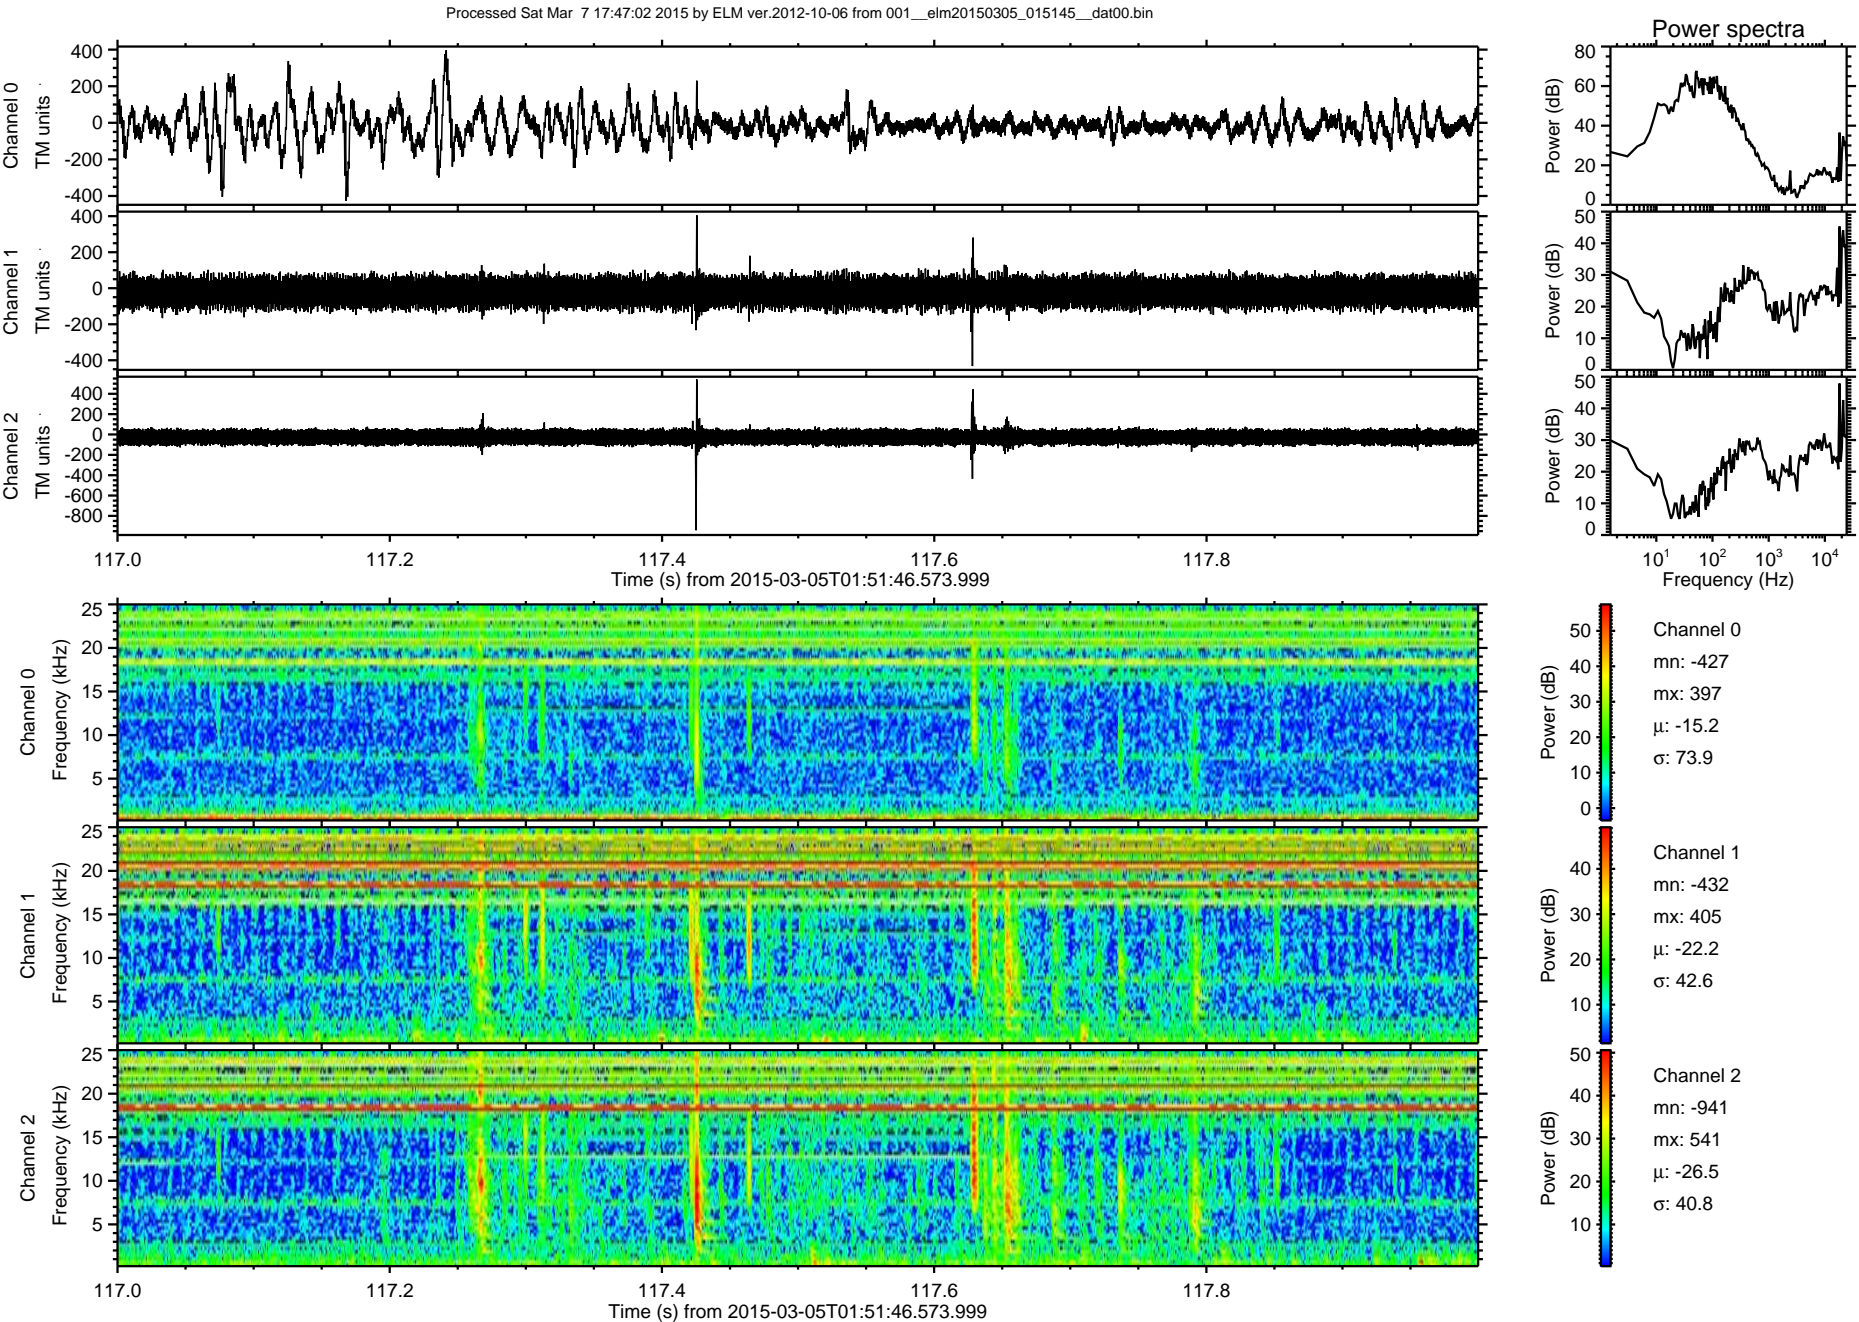 Processed Sat Mar 7 17:47:02 2015 by ELM ver.2012-10-06 from 001__elm20150305_015145__dat00.bin
Power spectra
Channel 0
TM units
400
200
0
-200
-400
Power (dB)
80
60
40
20
0
Channel 1
TM units
400
200
0
-200
-400
Power (dB)
50
40
30
20
10
0
Channel 2
TM units
400
200
0
-200
-400
-600
-800
Power (dB)
50
40
30
20
10
0
117.0 117.2 117.4 117.6 117.8
Time (s) from 2015-03-05T01:51:46.573.999
10¹ 10² 10³ 10⁴
Frequency (Hz)
Channel 0
Frequency (kHz)
25
20
15
10
5
Power (dB)
50
40
30
20
10
0
Channel 0
mn: -427
mx: 397
μ: -15.2
σ: 73.9
Channel 1
Frequency (kHz)
25
20
15
10
5
Power (dB)
40
30
20
10
Channel 1
mn: -432
mx: 405
μ: -22.2
σ: 42.6
Channel 2
Frequency (kHz)
25
20
15
10
5
Power (dB)
50
40
30
20
10
Channel 2
mn: -941
mx: 541
μ: -26.5
σ: 40.8
117.0 117.2 117.4 117.6 117.8
Time (s) from 2015-03-05T01:51:46.573.999